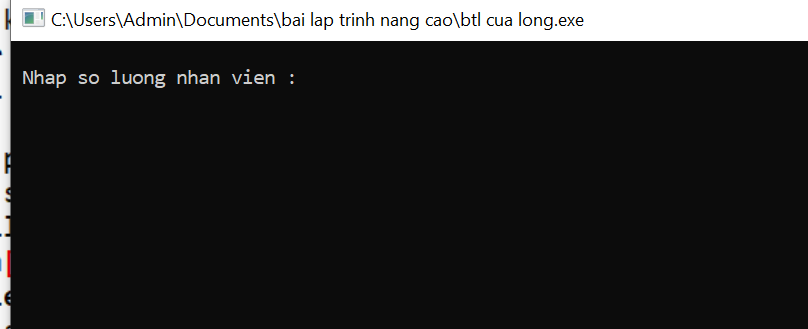 C:\Users\Admin\Documents\bai lap trinh nang cao\btl cua long.exe
Nhap so luong nhan vien :